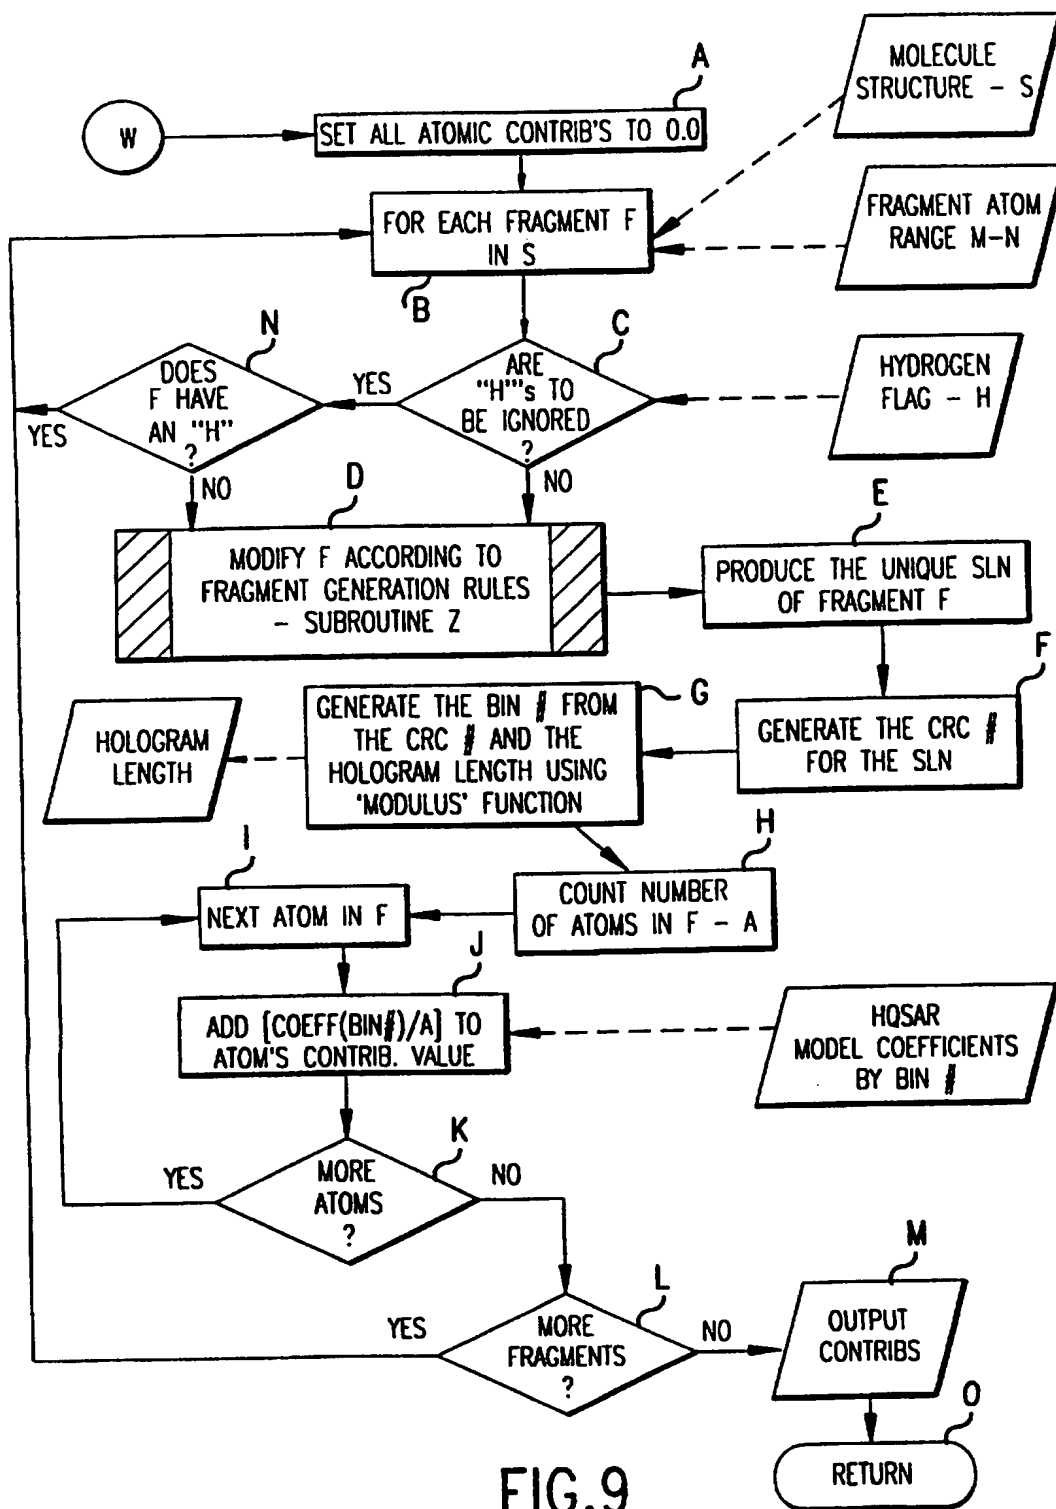 A
MOLECULE
STRUCTURE - S
W
SET ALL ATOMIC CONTRIB'S TO 0.0
FOR EACH FRAGMENT F
IN S
B
FRAGMENT ATOM
RANGE M-N
N
C
DOES
F HAVE
AN "H"
?
YES
NO
ARE
"H"'s TO
BE IGNORED
?
YES
NO
HYDROGEN
FLAG - H
D
MODIFY F ACCORDING TO
FRAGMENT GENERATION RULES
- SUBROUTINE Z
E
PRODUCE THE UNIQUE SLN
OF FRAGMENT F
F
GENERATE THE CRC #
FOR THE SLN
G
GENERATE THE BIN # FROM
THE CRC # AND THE
HOLOGRAM LENGTH USING
'MODULUS' FUNCTION
HOLOGRAM
LENGTH
H
COUNT NUMBER
OF ATOMS IN F - A
I
NEXT ATOM IN F
J
ADD [COEFF(BIN#)/A] TO
ATOM'S CONTRIB. VALUE
HQSAR
MODEL COEFFICIENTS
BY BIN #
K
YES
MORE
ATOMS
?
NO
L
YES
MORE
FRAGMENTS
?
NO
M
OUTPUT
CONTRIBS
O
RETURN
FIG.9